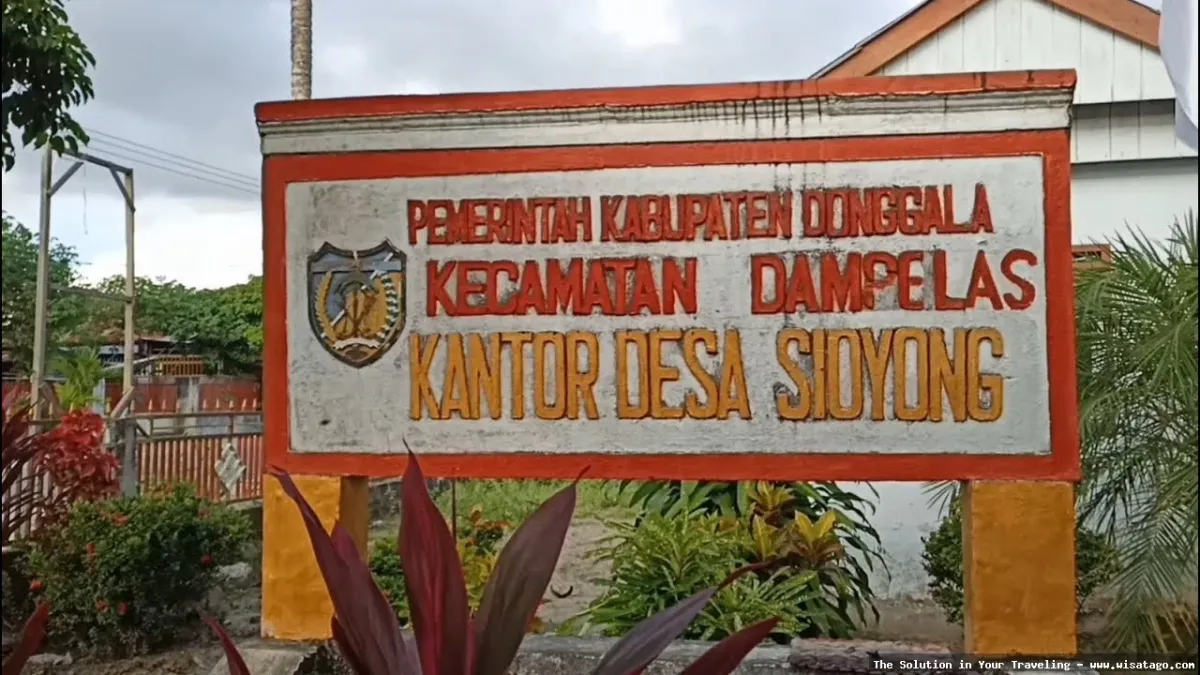 PEMERINTAH KABUPATEN DONGGALA
KECAMATAN DAMPELAS
KANTOR DESA SIOYONG
The Solution in Your Traveling - www.wisatago.com